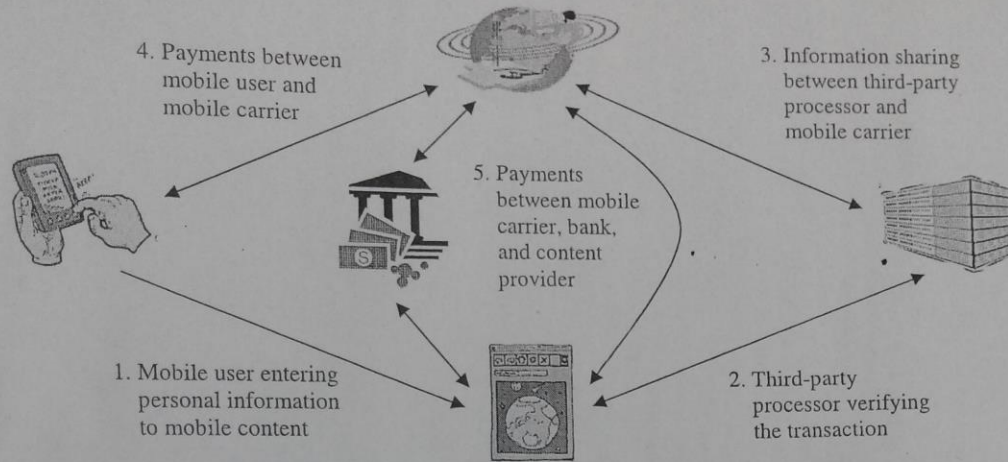 4. Payments between
mobile user and
mobile carrier
3. Information sharing
between third-party
processor and
mobile carrier
5. Payments
between mobile
carrier, bank,
and content
provider
1. Mobile user entering
personal information
to mobile content
2. Third-party
processor verifying
the transaction